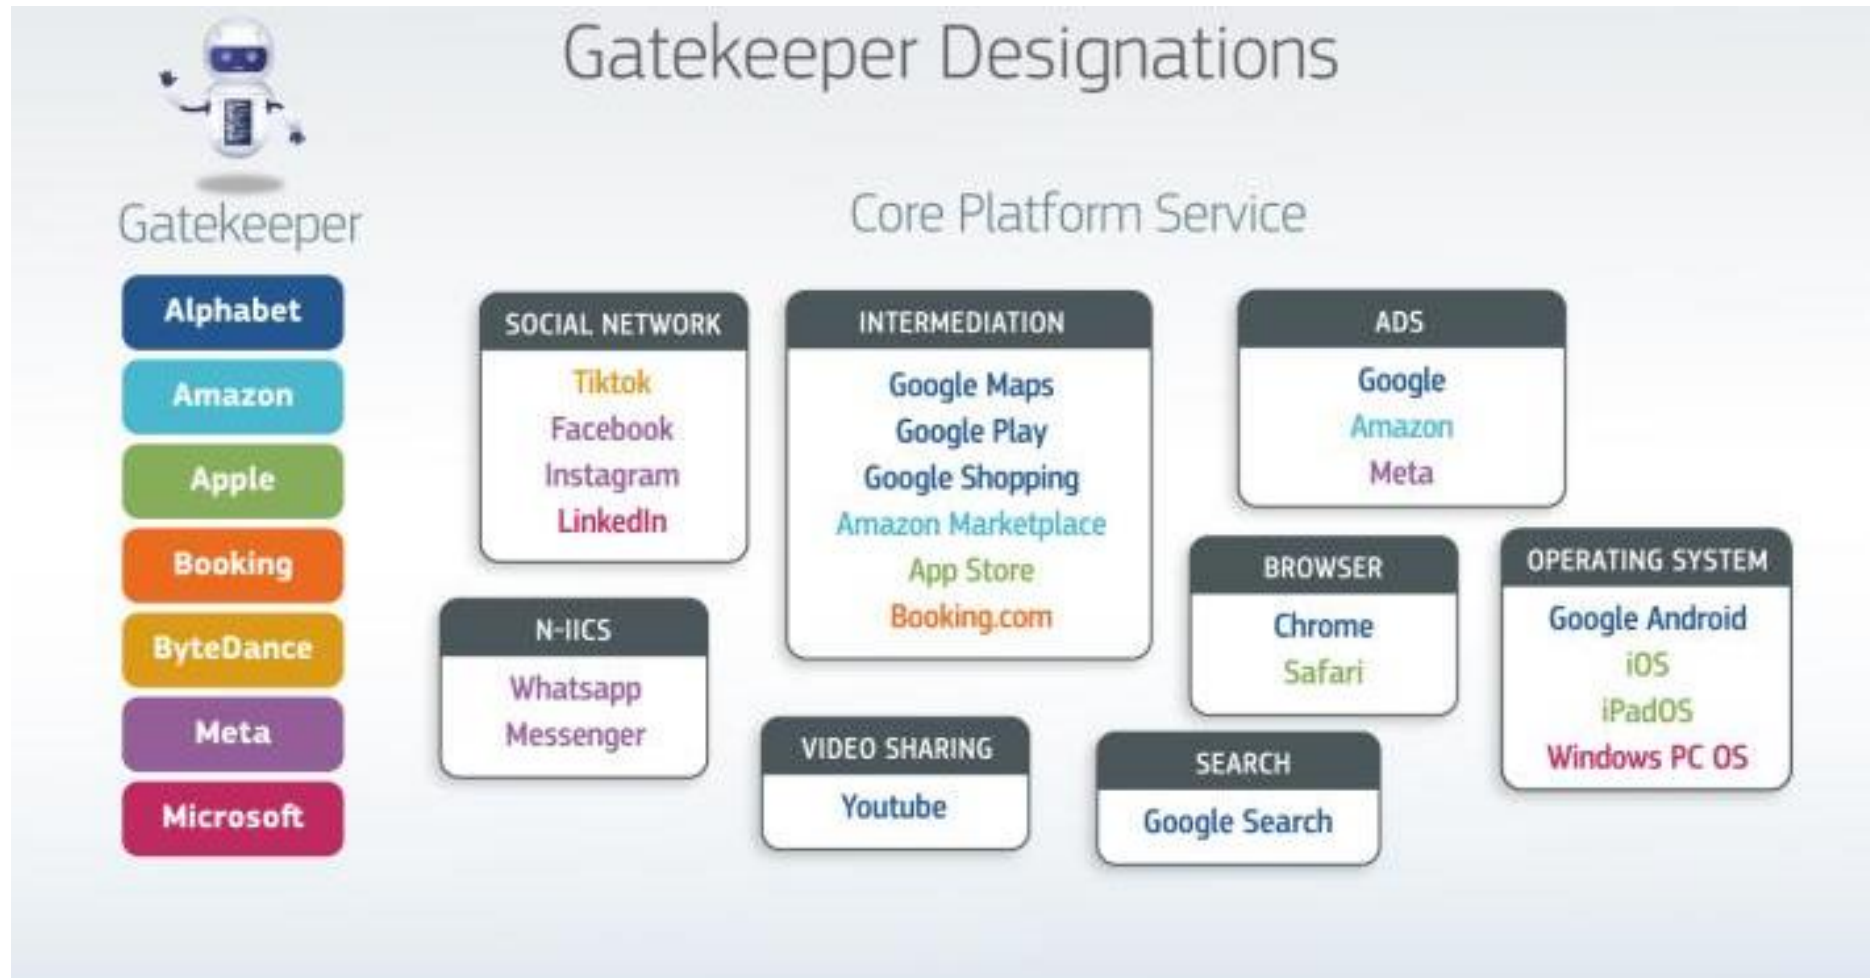 Gatekeeper Designations
Gatekeeper
Alphabet
Amazon
Apple
Booking
ByteDance
Meta
Microsoft
Core Platform Service
SOCIAL NETWORK
Tiktok
Facebook
Instagram
LinkedIn
N-IICS
Whatsapp
Messenger
INTERMEDIATION
Google Maps
Google Play
Google Shopping
Amazon Marketplace
App Store
Booking.com
VIDEO SHARING
Youtube
ADS
Google
Amazon
Meta
BROWSER
Chrome
Safari
SEARCH
Google Search
OPERATING SYSTEM
Google Android
iOS
iPadOS
Windows PC OS